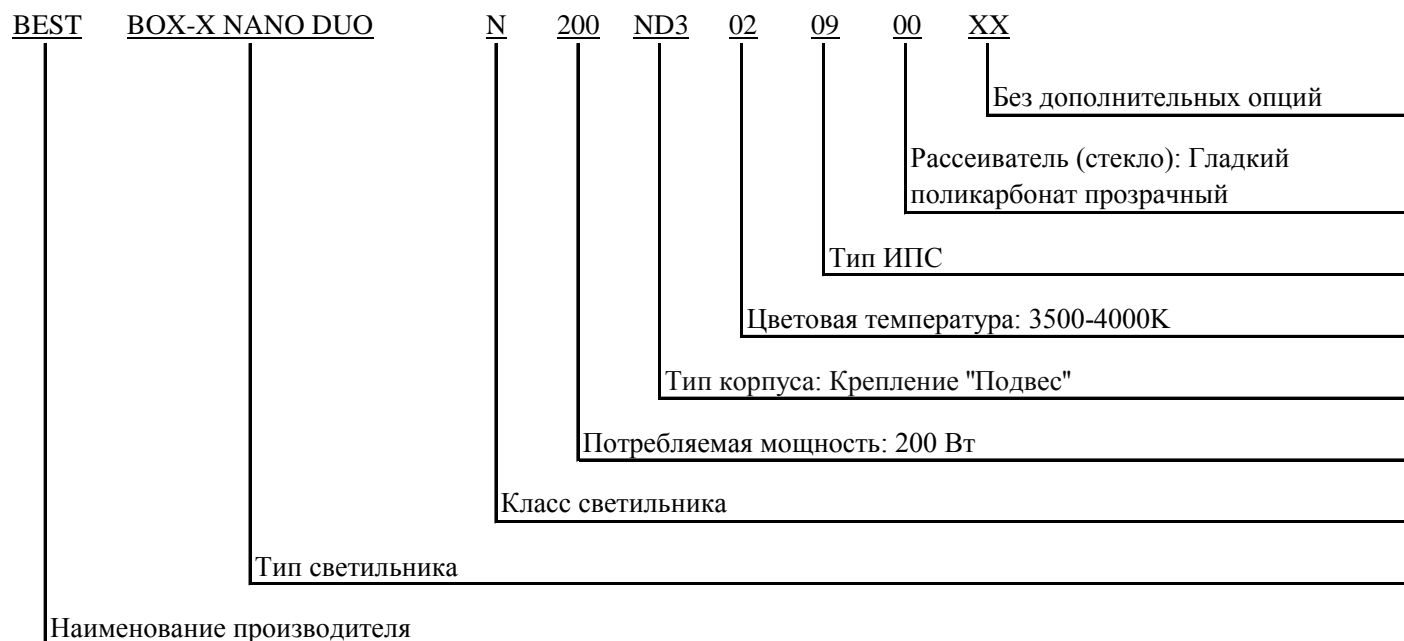 BEST BOX-X NANO DUO N 200 ND3 02 09 00 XX
Без дополнительных опций
Рассеиватель (стекло): Гладкий
поликарбонат прозрачный
Тип ИПС
Цветовая температура: 3500-4000K
Тип корпуса: Крепление "Подвес"
Потребляемая мощность: 200 Вт
Класс светильника
Тип светильника
Наименование производителя